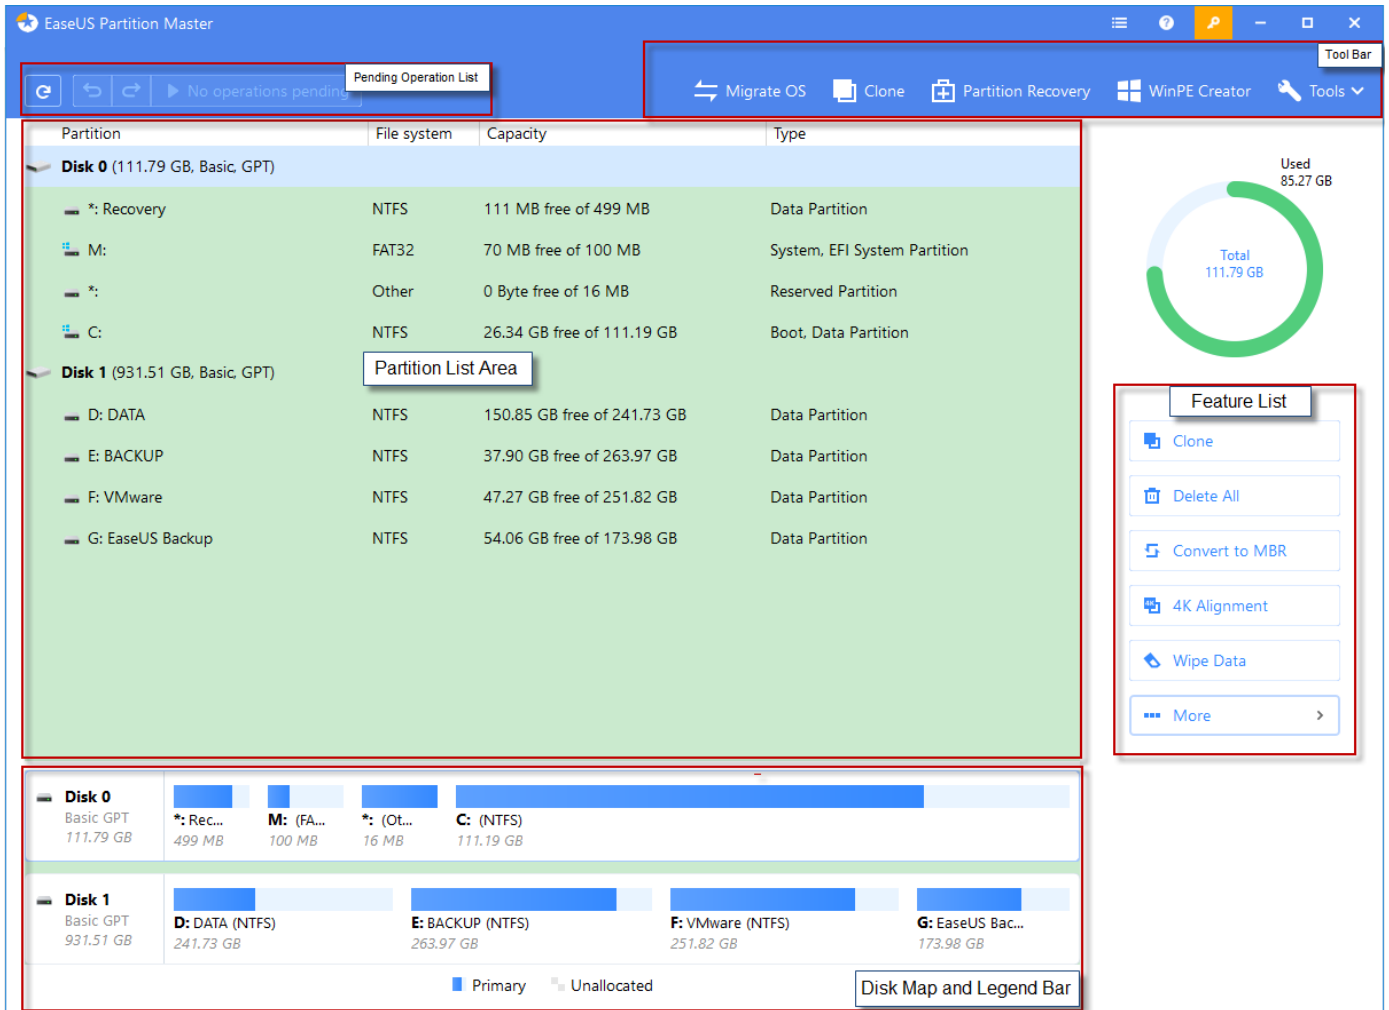 EaseUS Partition Master
Tool Bar
Pending Operation List
No operations pending
Migrate OS Clone Partition Recovery WinPE Creator Tools
Partition File system Capacity Type
Disk 0 (111.79 GB, Basic, GPT)
*: Recovery NTFS 111 MB free of 499 MB Data Partition
M: FAT32 70 MB free of 100 MB System, EFI System Partition
*: Other 0 Byte free of 16 MB Reserved Partition
C: NTFS 26.34 GB free of 111.19 GB Boot, Data Partition
Disk 1 (931.51 GB, Basic, GPT)
Partition List Area
D: DATA NTFS 150.85 GB free of 241.73 GB Data Partition
E: BACKUP NTFS 37.90 GB free of 263.97 GB Data Partition
F: VMware NTFS 47.27 GB free of 251.82 GB Data Partition
G: EaseUS Backup NTFS 54.06 GB free of 173.98 GB Data Partition
Used
85.27 GB
Total
111.79 GB
Feature List
Clone
Delete All
Convert to MBR
4K Alignment
Wipe Data
More
Disk 0
Basic GPT
111.79 GB
*: Rec... M: (FA... *: (Ot... C: (NTFS)
499 MB 100 MB 16 MB 111.19 GB
Disk 1
Basic GPT
931.51 GB
D: DATA (NTFS) E: BACKUP (NTFS) F: VMware (NTFS) G: EaseUS Bac...
241.73 GB 263.97 GB 251.82 GB 173.98 GB
Primary Unallocated
Disk Map and Legend Bar